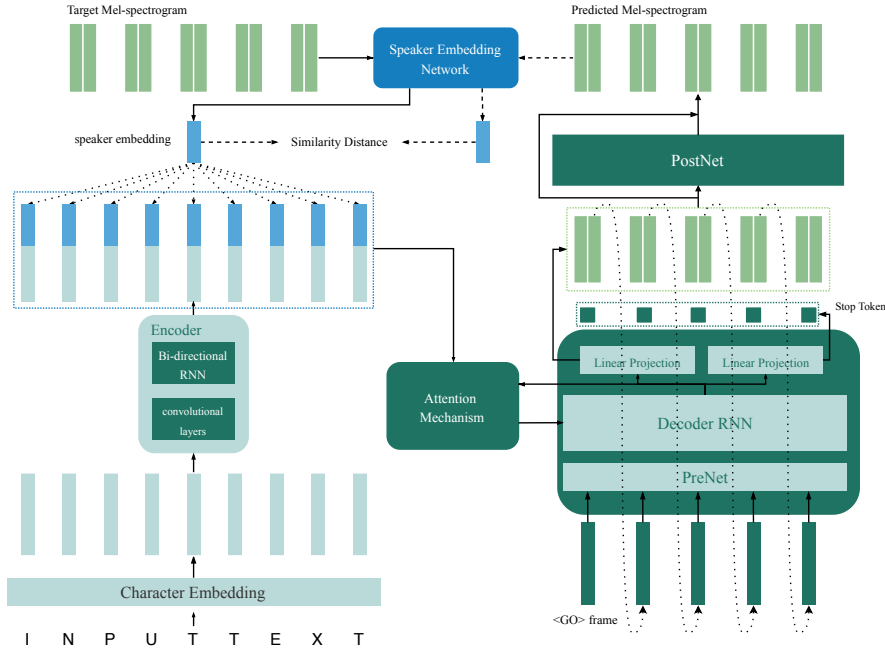 Target Mel-spectrogram
Predicted Mel-spectrogram
Speaker Embedding
Network
speaker embedding
Similarity Distance
PostNet
Stop Token
Encoder
Bi-directional
RNN
convolutional
layers
Linear Projection
Linear Projection
Attention
Mechanism
Decoder RNN
PreNet
Character Embedding
<GO> frame
I N P U T T E X T